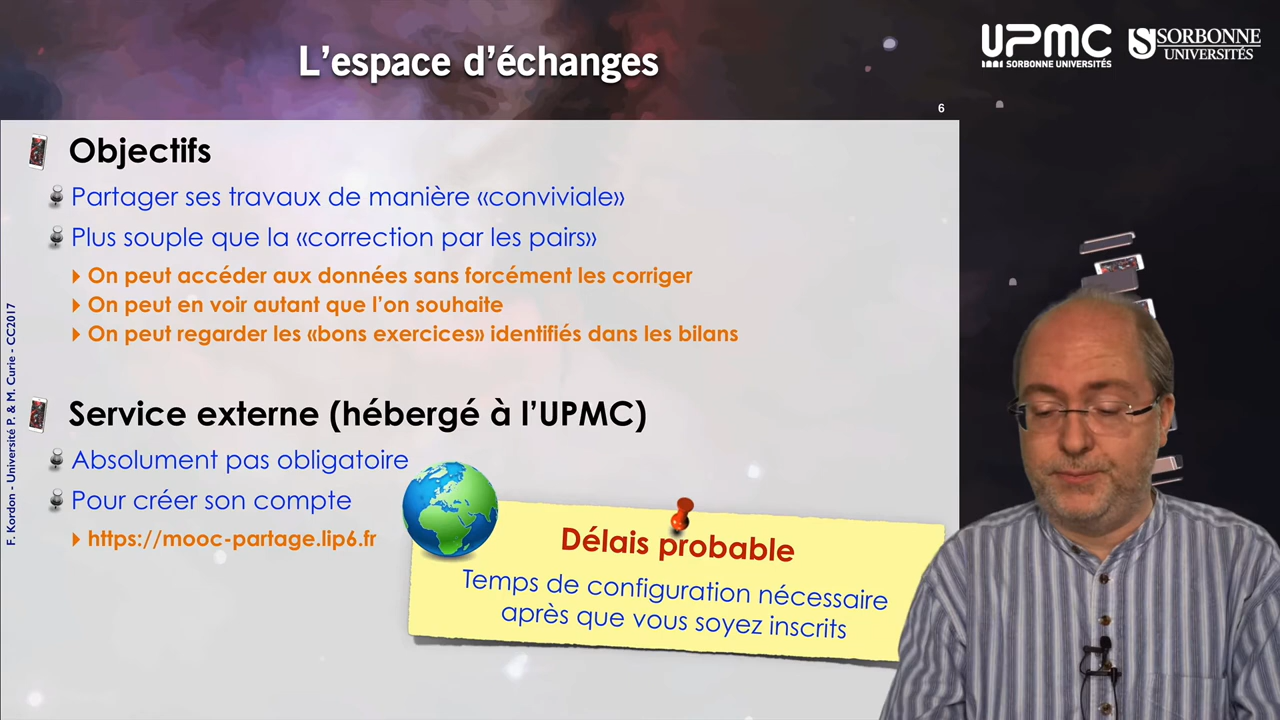 L'espace d'échanges
UPMC
SORBONNE UNIVERSITÉS
SORBONNE
UNIVERSITÉS
6
Objectifs
Partager ses travaux de manière «conviviale»
Plus souple que la «correction par les pairs»
On peut accéder aux données sans forcément les corriger
On peut en voir autant que l'on souhaite
On peut regarder les «bons exercices» identifiés dans les bilans
Service externe (hébergé à l'UPMC)
Absolument pas obligatoire
Pour créer son compte
https://mooc-partage.lip6.fr
Délais probable
Temps de configuration nécessaire
après que vous soyez inscrits
F. Kordon - Université P. & M. Curie - CC2017